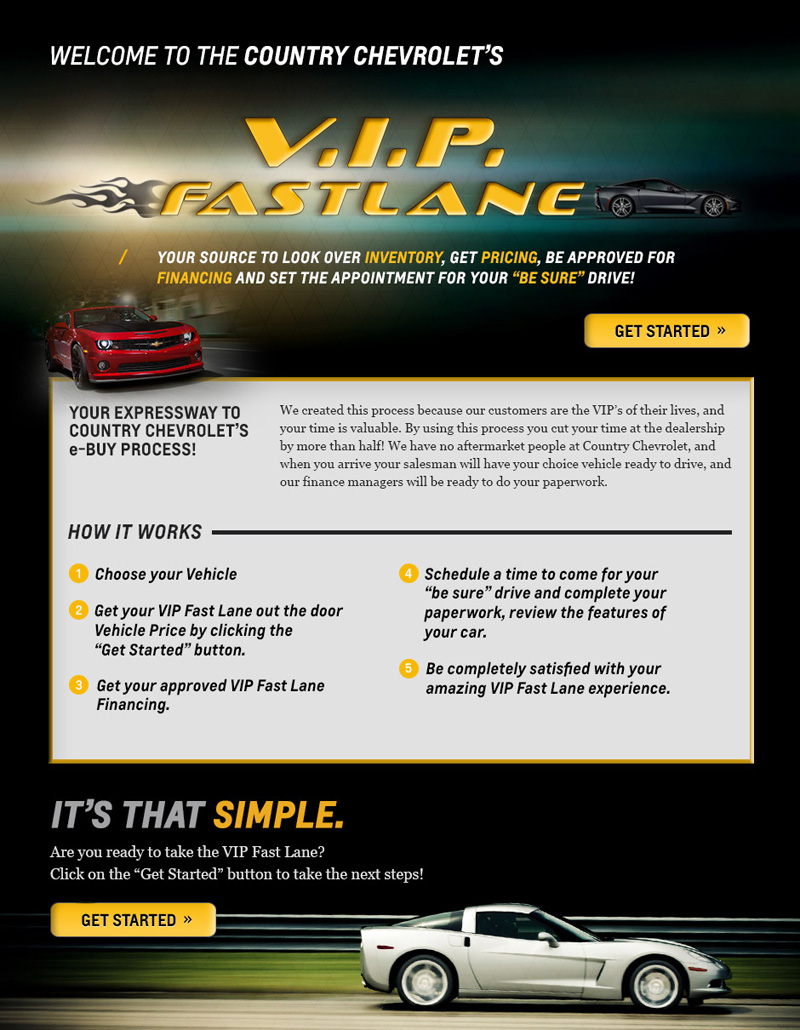 WELCOME TO THE COUNTRY CHEVROLET'S
V.I.P.
FASTLANE
/ YOUR SOURCE TO LOOK OVER INVENTORY, GET PRICING, BE APPROVED FOR
FINANCING AND SET THE APPOINTMENT FOR YOUR “BE SURE” DRIVE!
GET STARTED »
YOUR EXPRESSWAY TO
COUNTRY CHEVROLET'S
e-BUY PROCESS!
We created this process because our customers are the VIP's of their lives, and
your time is valuable. By using this process you cut your time at the dealership
by more than half! We have no aftermarket people at Country Chevrolet, and
when you arrive your salesman will have your choice vehicle ready to drive, and
our finance managers will be ready to do your paperwork.
HOW IT WORKS
1 Choose your Vehicle
2 Get your VIP Fast Lane out the door
Vehicle Price by clicking the
“Get Started” button.
3 Get your approved VIP Fast Lane
Financing.
4 Schedule a time to come for your
“be sure” drive and complete your
paperwork, review the features of
your car.
5 Be completely satisfied with your
amazing VIP Fast Lane experience.
IT'S THAT SIMPLE.
Are you ready to take the VIP Fast Lane?
Click on the “Get Started” button to take the next steps!
GET STARTED »